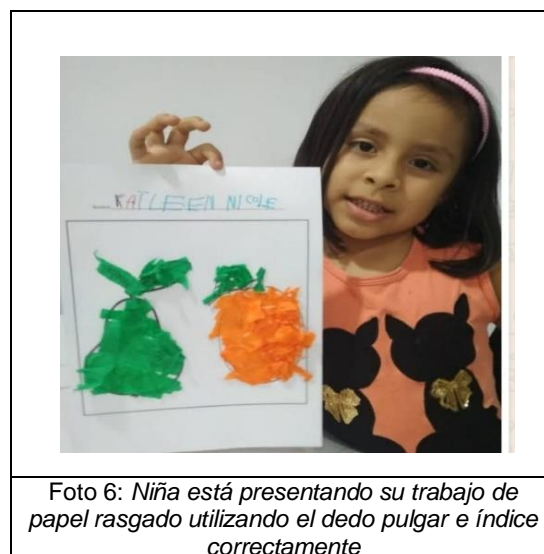 KATLEEN NICOLE
Foto 6: Niña está presentando su trabajo de
papel rasgado utilizando el dedo pulgar e índice
correctamente